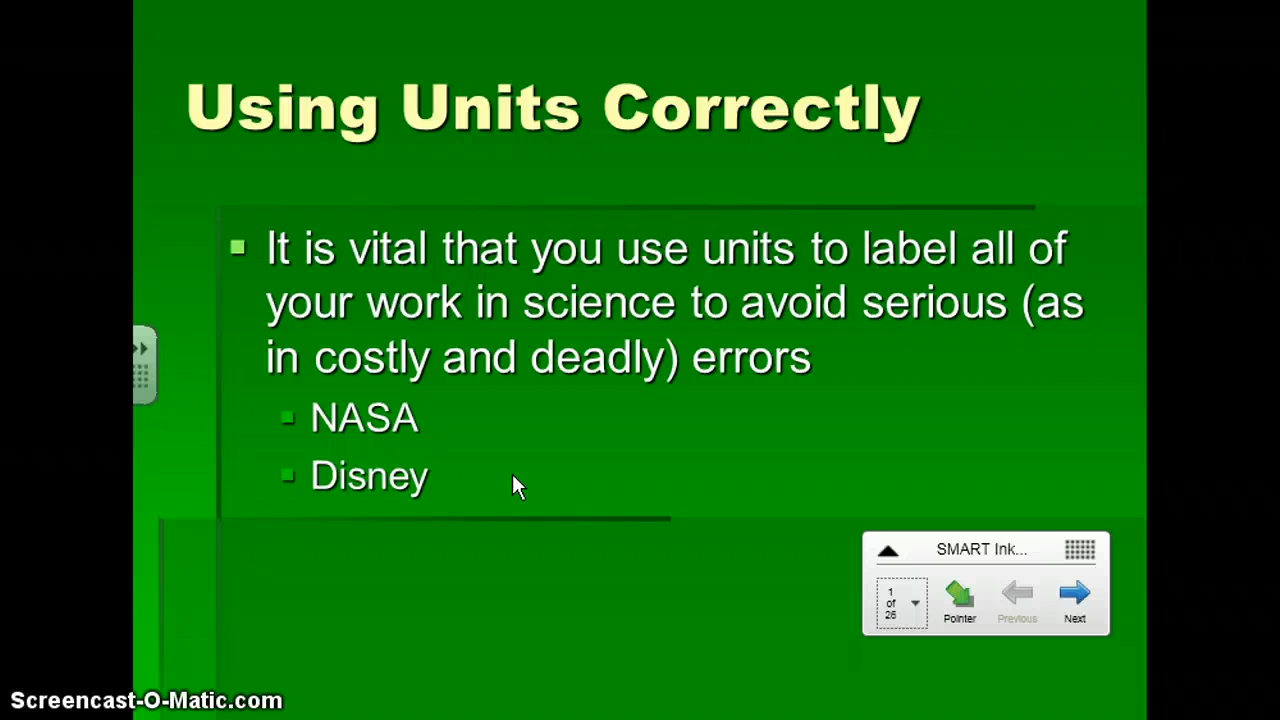 Using Units Correctly
It is vital that you use units to label all of
your work in science to avoid serious (as
in costly and deadly) errors
NASA
Disney
SMART Ink...
1
of
26
Pointer
Previous
Next
Screencast-O-Matic.com